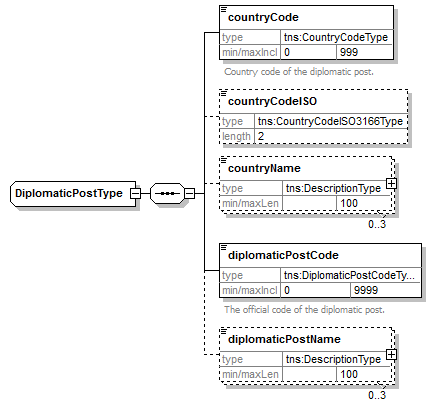 countryCode
type tns:CountryCodeType
min/maxIncl 0 999
Country code of the diplomatic post.
countryCodeISO
type tns:CountryCodeISO3166Type
length 2
countryName
type tns:DescriptionType
min/maxLen 100
0..3
DiplomaticPostType
diplomaticPostCode
type tns:DiplomaticPostCodeTy...
min/maxIncl 0 9999
The official code of the diplomatic post.
diplomaticPostName
type tns:DescriptionType
min/maxLen 100
0..3